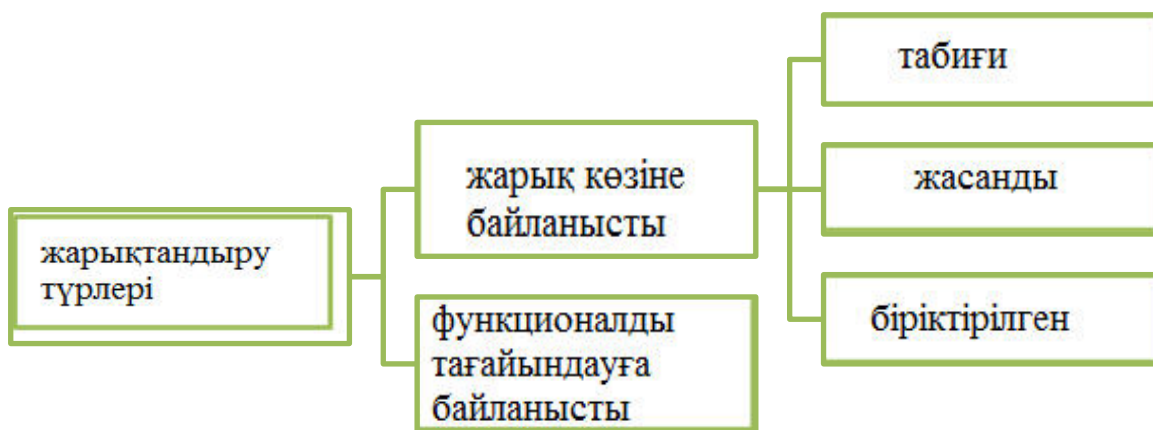 жарықтандыру
түрлері
жарық көзіне
байланысты
функционалды
тағайындауға
байланысты
табиғи
жасанды
біріктірілген